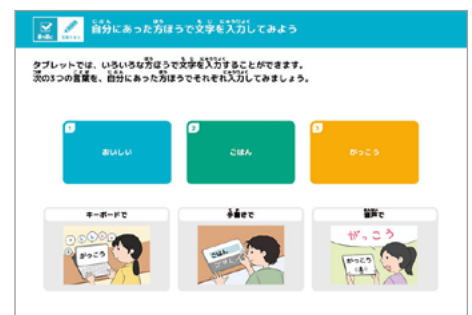 自分にあった方ほうで文字を入力してみよう
タブレットでは、いろいろな方ほうで文字を入力することができます。
次の3つの言葉を、自分にあった方ほうでそれぞれ入力してみましょう。
1
おいしい
2
ごはん
3
がっこう
キーボードで
手書きで
音声で
がっこう
ごはん
がっこう
がっこう